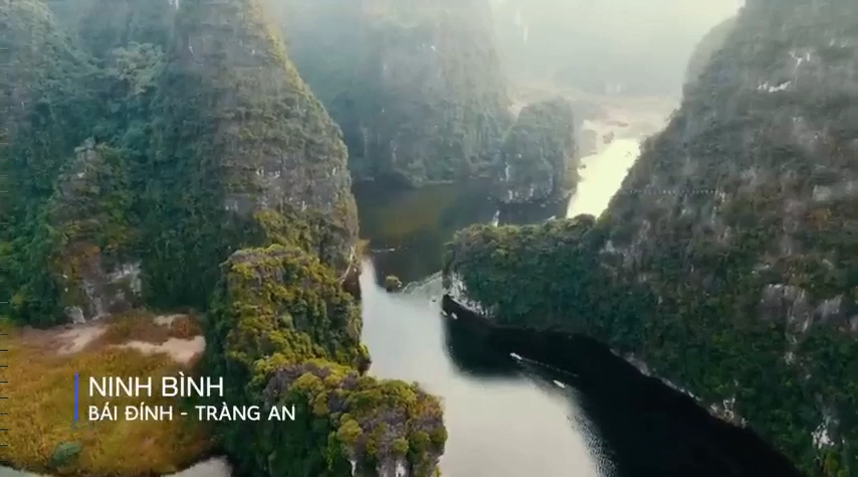 NINH BÌNH
BÁI ĐÍNH - TRÀNG AN